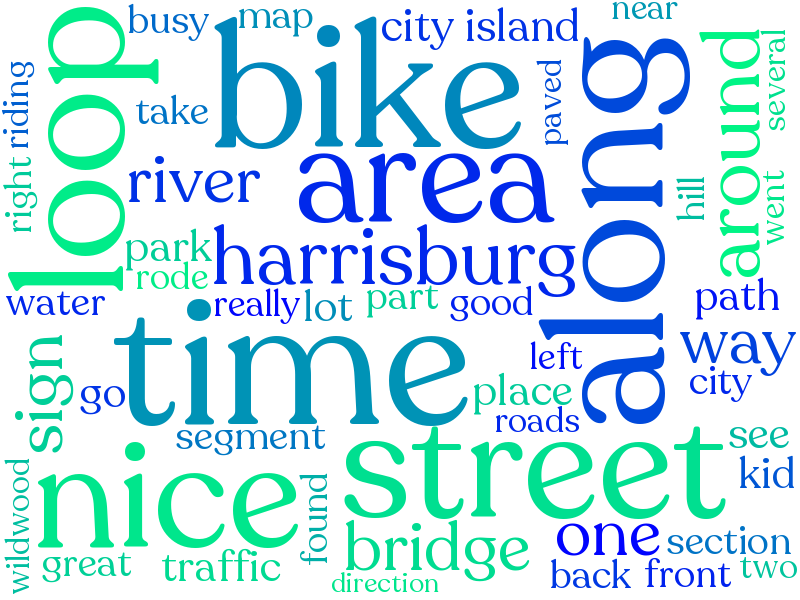 busy
map
city island
near
loop
bike
along
around
several
riding
take
paved
right
river
area
hill
went
park
harrisburg
rode
water
really
lot
part
good
path
time
way
sign
left
go
place
city
segment
roads
street
see
nice
kid
wildwood
found
bridge
one
section
great
traffic
direction
back
front
two